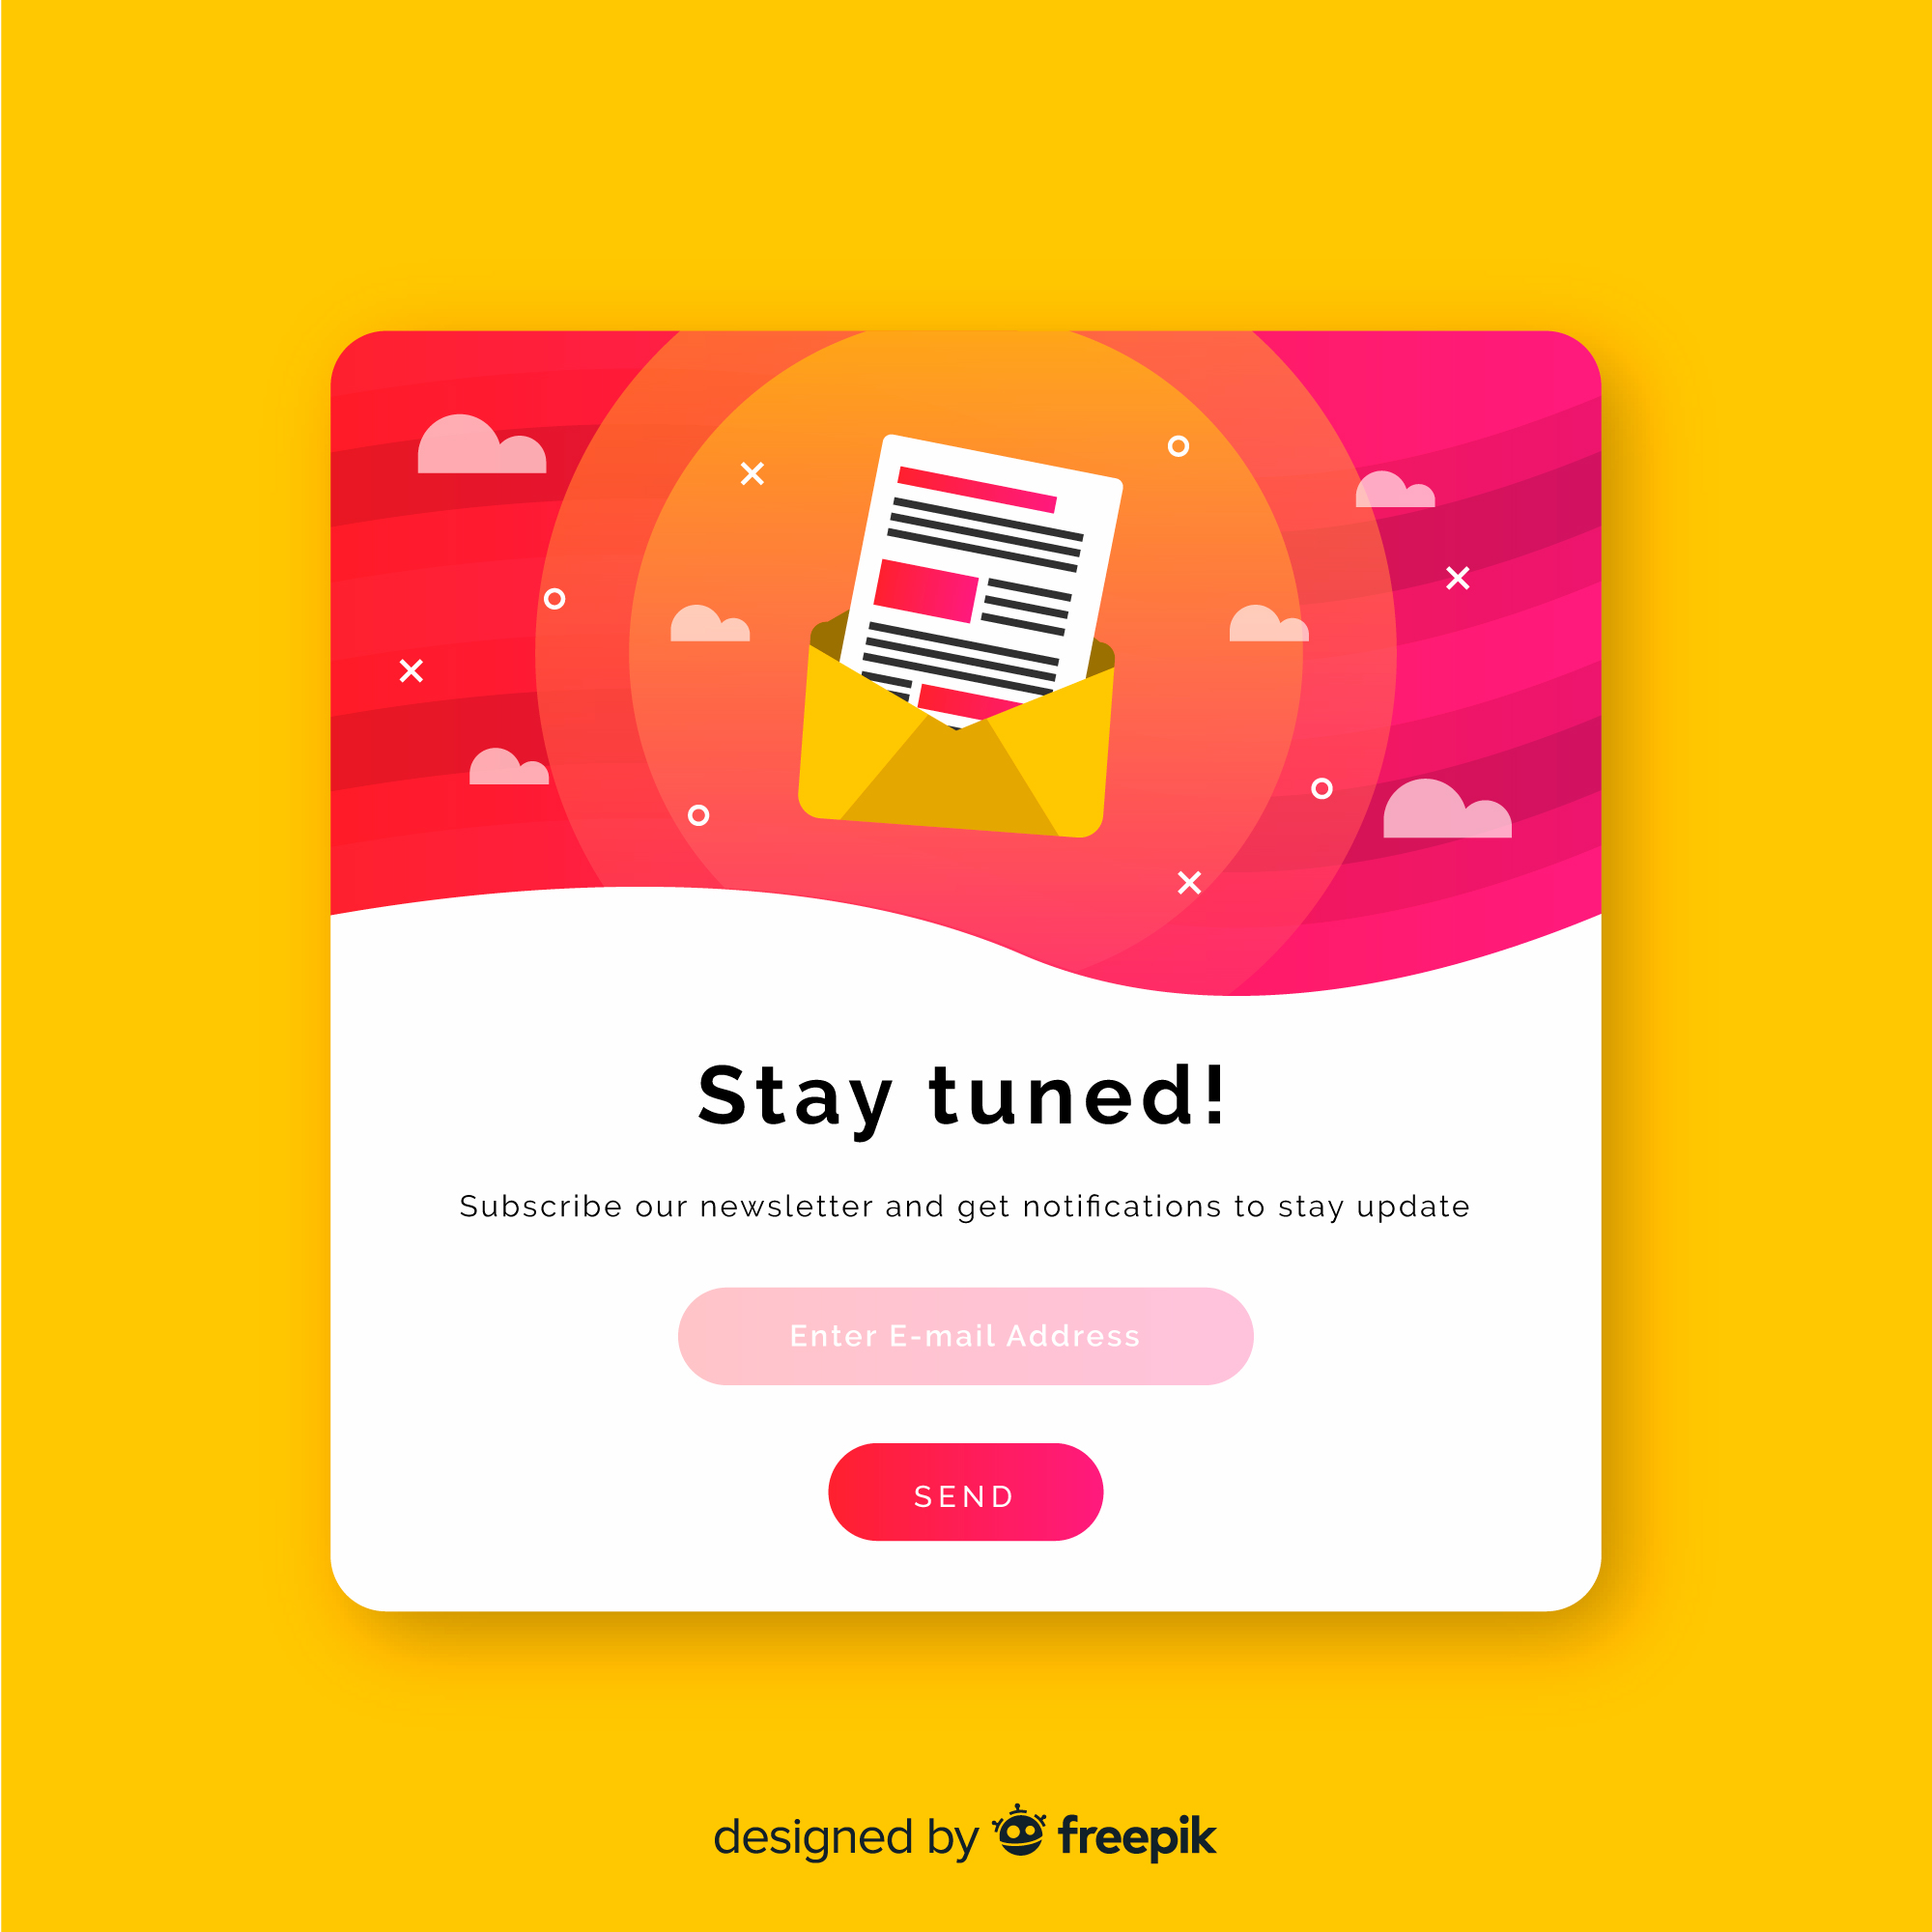 Stay tuned!
Subscribe our newsletter and get notifications to stay update
Enter E-mail Address
SEND
designed by freepik